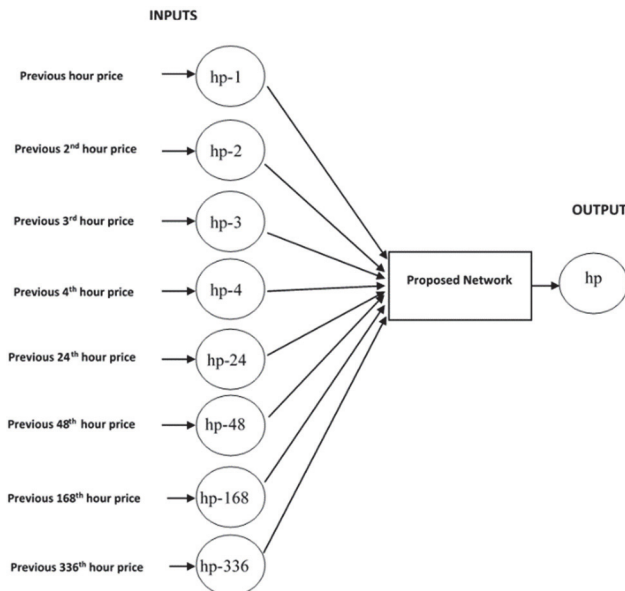 INPUTS
Previous hour price
hp-1
Previous 2nd hour price
hp-2
Previous 3rd hour price
hp-3
OUTPUT
Previous 4th hour price
hp-4
Proposed Network
hp
Previous 24th hour price
hp-24
Previous 48th hour price
hp-48
Previous 168th hour price
hp-168
Previous 336th hour price
hp-336